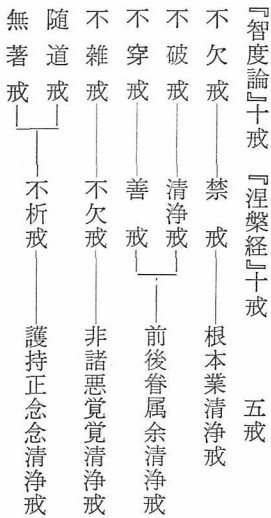 『智度論』十戒 『涅槃経』十戒 五戒
不欠戒 禁戒 根本業清浄戒
不破戒 清浄戒
前後眷属余清浄戒
不穿戒 善戒
不雑戒 不欠戒 非諸悪覚覚清浄戒
随道戒
不析戒 護持正念念清浄戒
無著戒